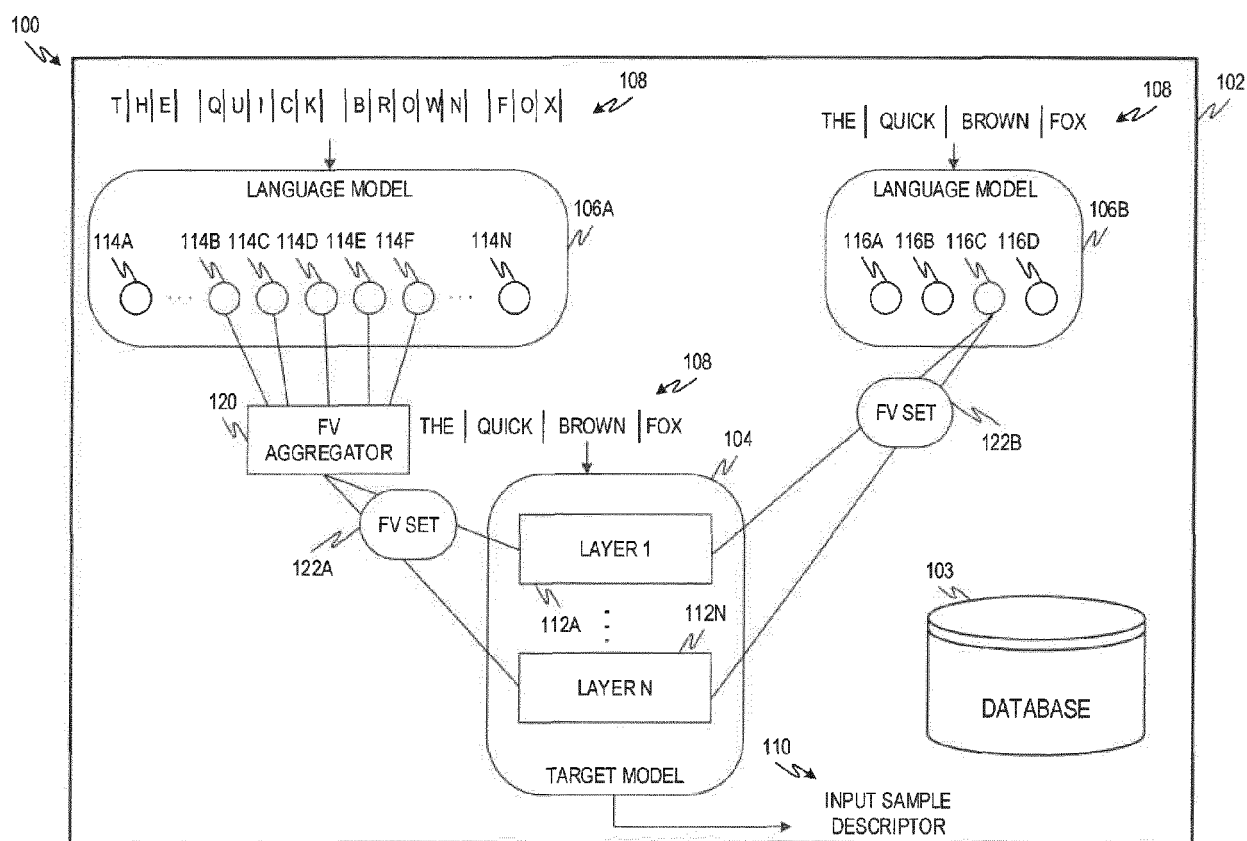 100
T|H|E| |Q|U|I|C|K| |B|R|O|W|N| |F|O|X|
108
THE | QUICK | BROWN | FOX
108
102
LANGUAGE MODEL
106A
114A
114B
114C
114D
114E
114F
114N
LANGUAGE MODEL
106B
116A
116B
116C
116D
120
FV
AGGREGATOR
THE | QUICK | BROWN | FOX
108
104
FV SET
122B
FV SET
122A
LAYER 1
112A
112N
LAYER N
TARGET MODEL
103
DATABASE
110
INPUT SAMPLE
DESCRIPTOR